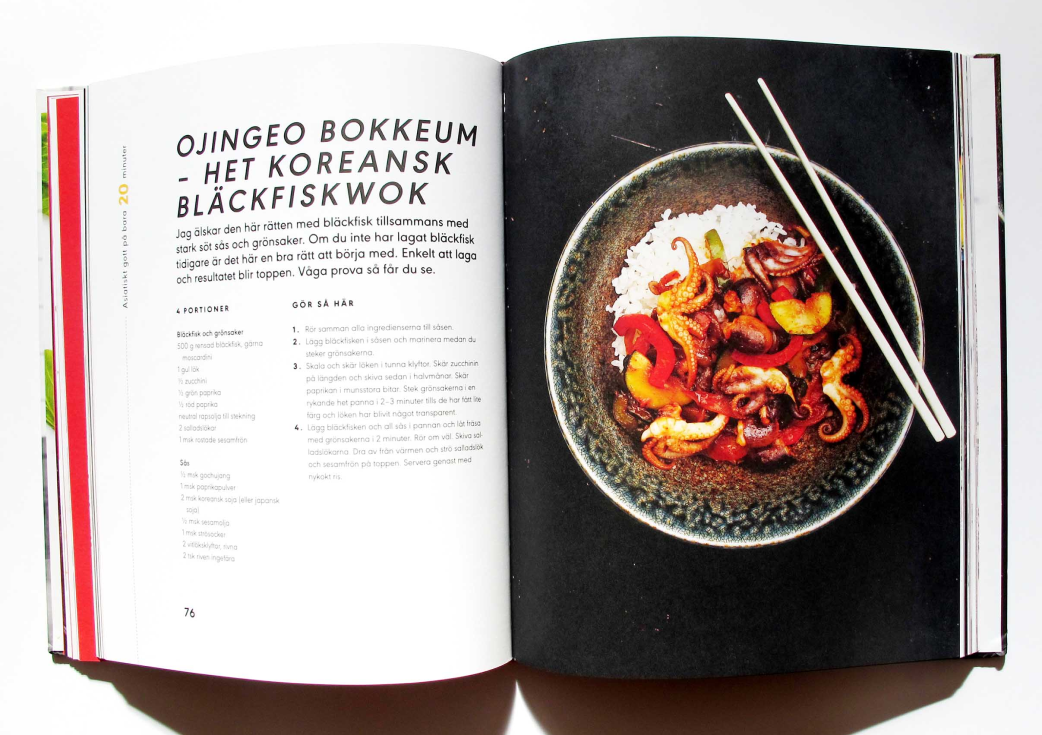 Asiatiskt gott på bara 20 minuter
OJINGEO BOKKEUM
– HET KOREANSK
BLÄCKFISKWOK
Jag älskar den här rätten med bläckfisk tillsammans med
stark söt sås och grönsaker. Om du inte har lagat bläckfisk
tidigare är det här en bra rätt att börja med. Enkelt att laga
och resultatet blir toppen. Våga prova så får du se.
4 PORTIONER
Bläckfisk och grönsaker
500 g rensad bläckfisk, gärna
moscardini
1 gul lök
½ zucchini
½ grön paprika
½ röd paprika
neutral rapsolja till stekning
2 salladslökar
1 msk rostade sesamfrön
Sås
½ msk gochujang
1 msk paprikapulver
2 msk koreansk soja (eller japansk
soja)
½ msk sesamolja
1 msk strösocker
2 vitlöksklyftor, rivna
2 tsk riven ingefära
GÖR SÅ HÄR
1. Rör samman alla ingredienserna till såsen.
2. Lägg bläckfisken i såsen och marinera medan du
steker grönsakerna.
3. Skala och skär löken i tunna klyftor. Skär zucchinin
på längden och skiva sedan i halvmånar. Skär
paprikan i munsstora bitar. Stek grönsakerna i en
rykande het panna i 2–3 minuter tills de har fått lite
färg och löken har blivit något transparent.
4. Lägg bläckfisken och all sås i pannan och låt fräsa
med grönsakerna i 2 minuter. Rör om väl. Skiva sal-
ladslökarna. Dra av från värmen och strö salladslök
och sesamfrön på toppen. Servera genast med
nykokt ris.
76